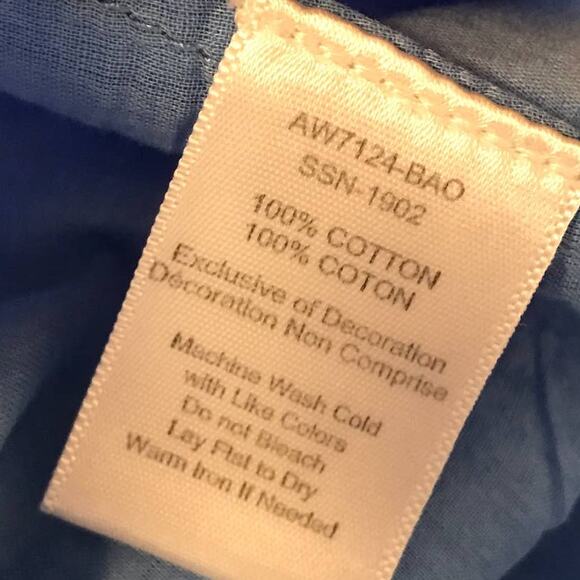 AW7124-BAO
SSN-1902
100% COTTON
100% COTON
Exclusive of Decoration
Décoration Non Comprise
Machine Wash Cold
with Like Colors
Do not Bleach
Lay Flat to Dry
Warm Iron If Needed